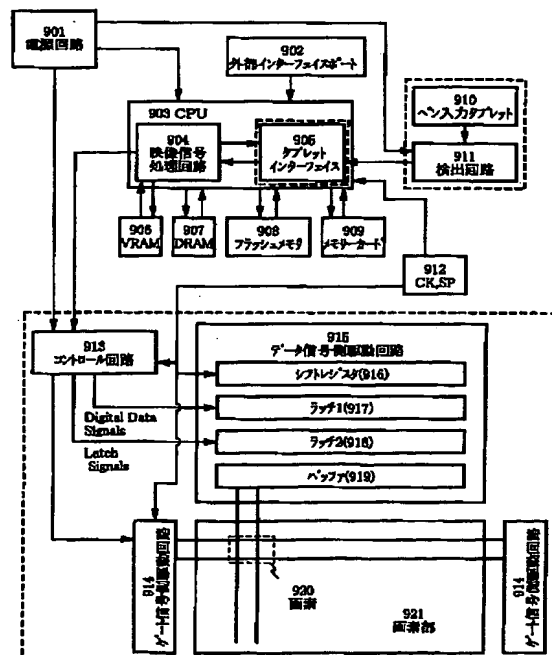 901
電源回路
902
外部インターフェイスポート
903 CPU
904
映像信号
処理回路
905
タブレット
インターフェイス
910
ペン入力タブレット
911
検出回路
906
VRAM
907
DRAM
908
フラッシュメモリ
909
メモリーカード
912
CK,SP
913
コントロール回路
915
データ信号側駆動回路
シフトレジスタ(916)
ラッチ1(917)
ラッチ2(918)
バッファ(919)
Digital Data
Signals
Latch
Signals
914
ゲート信号側駆動回路
920
画素
921
画素部
914
ゲート信号側駆動回路